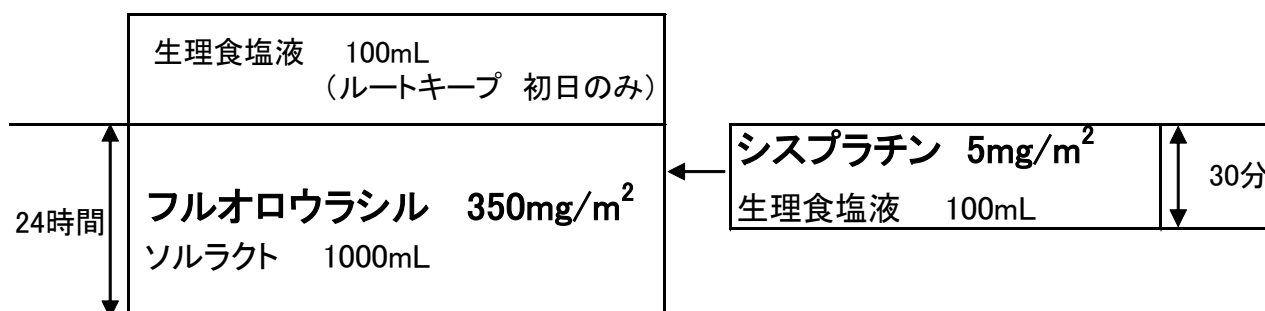 生理食塩液　100mL
（ルートキープ　初日のみ）
24時間
フルオロウラシル　350mg/m²
ソルラクト　1000mL
シスプラチン　5mg/m²
生理食塩液　100mL
30分